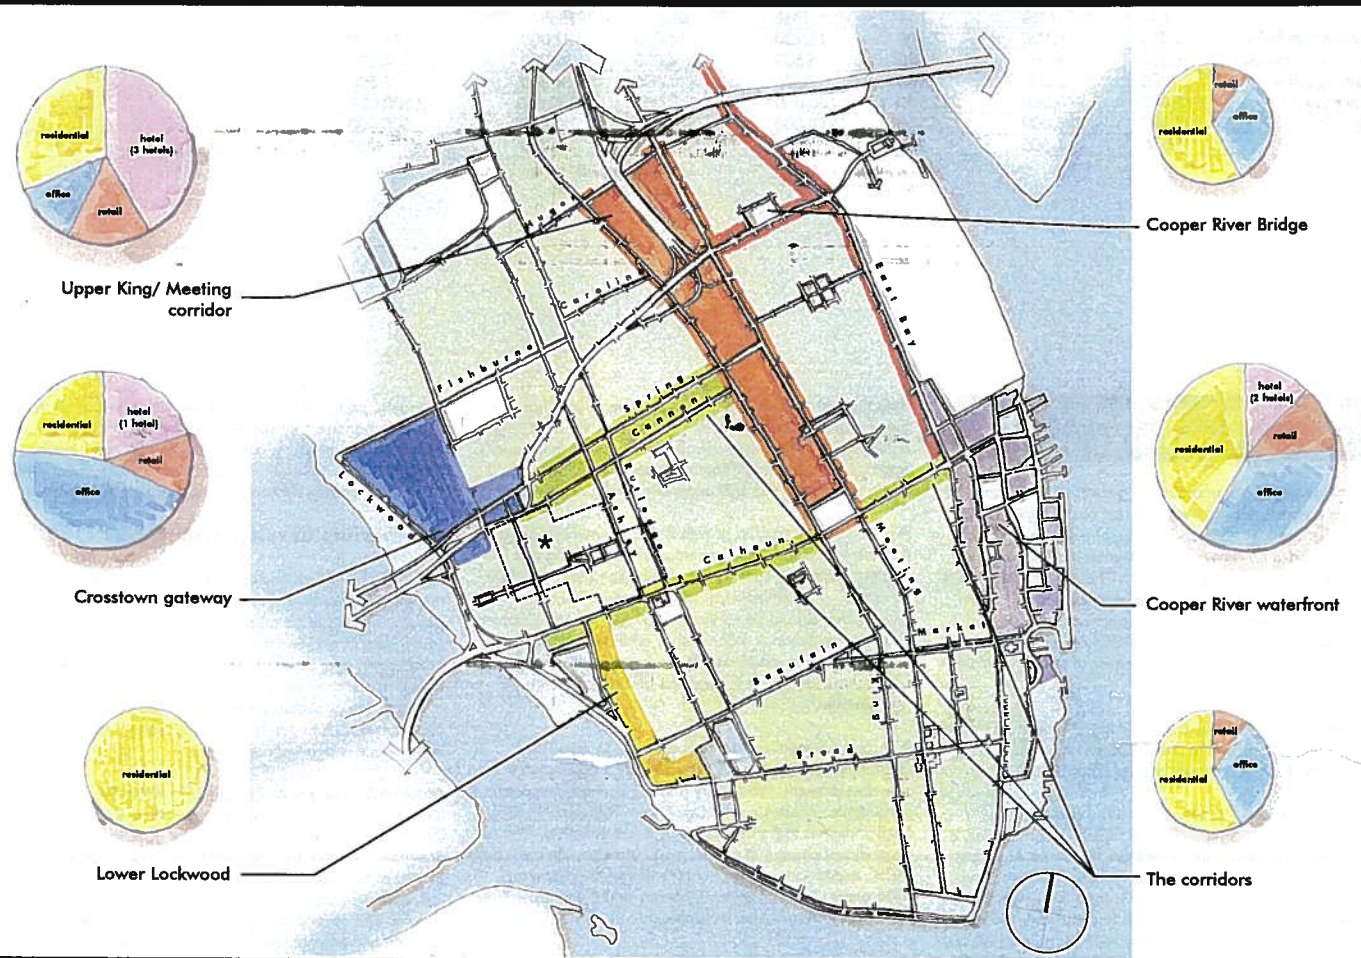 residential
hotel
(3 hotels)
office
retail
Upper King/ Meeting
corridor
residential
hotel
(1 hotel)
retail
office
Crosstown gateway
residential
Lower Lockwood
retail
office
residential
Cooper River Bridge
hotel
(2 hotels)
retail
residential
office
Cooper River waterfront
retail
office
residential
The corridors
Huger
Carolina
Fishburne
Spring
Cannon
East Bay
Lockwood
Rutledge
Ashley
*
Calhoun
Meeting
Market
Beaufain
King
Broad